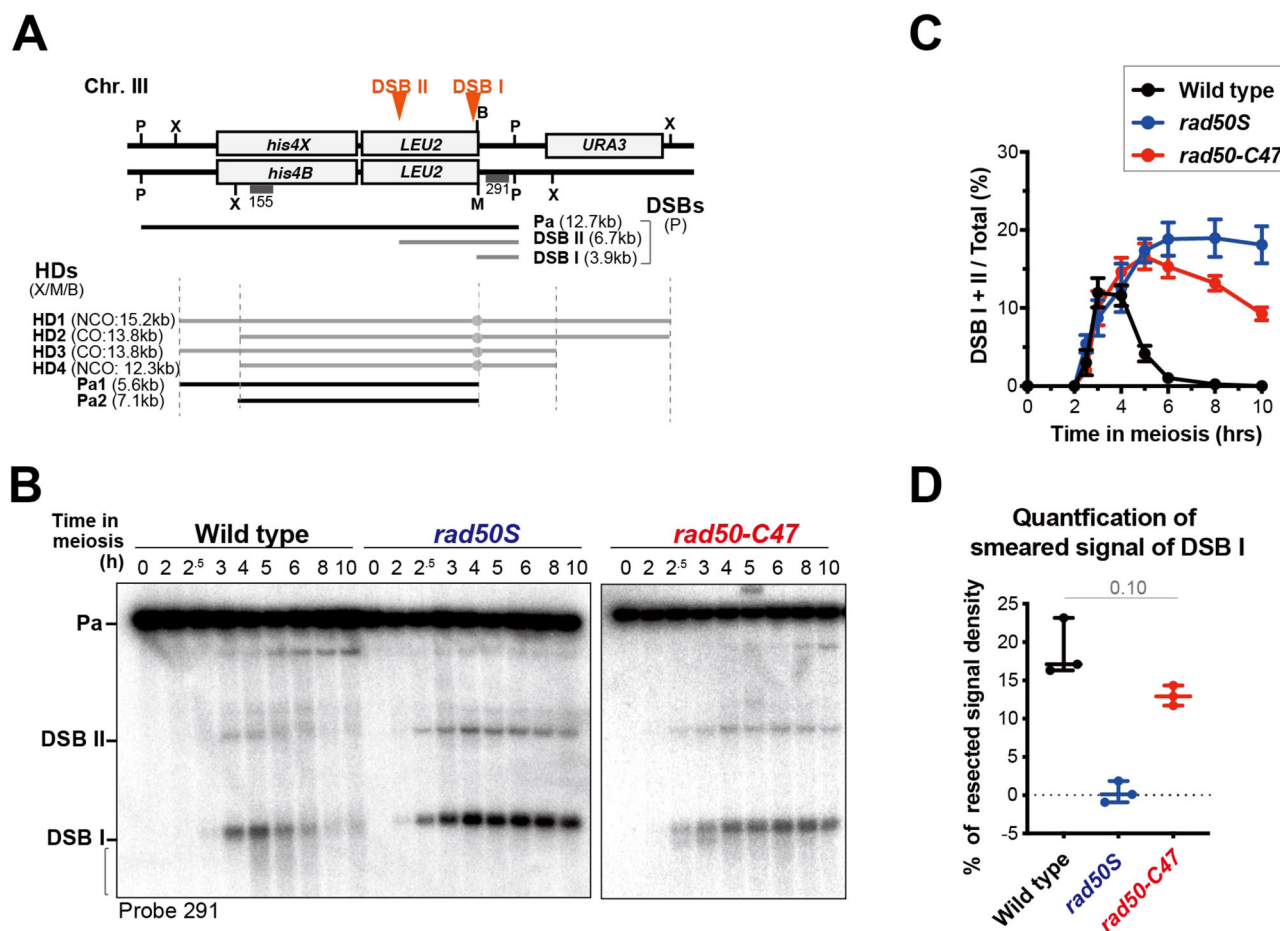 A
Chr. III
DSB II
DSB I
B
P
X
P
X
his4X
LEU2
URA3
his4B
LEU2
P
X
155
M
291
P
X
DSBs
(P)
Pa (12.7kb)
DSB II (6.7kb)
DSB I (3.9kb)
HDs
(X/M/B)
HD1 (NCO:15.2kb)
HD2 (CO:13.8kb)
HD3 (CO:13.8kb)
HD4 (NCO: 12.3kb)
Pa1 (5.6kb)
Pa2 (7.1kb)
B
Time in
meiosis
(h)
Wild type
rad50S
rad50-C47
0 2 2.5 3 4 5 6 8 10
0 2 2.5 3 4 5 6 8 10
0 2 2.5 3 4 5 6 8 10
Pa
DSB II
DSB I
Probe 291
C
Wild type
rad50S
rad50-C47
DSB I + II / Total (%)
30
20
10
0
0 2 4 6 8 10
Time in meiosis (hrs)
D
Quantfication of
smeared signal of DSB I
% of resected signal density
0.10
25
20
15
10
5
0
-5
Wild type
rad50S
rad50-C47